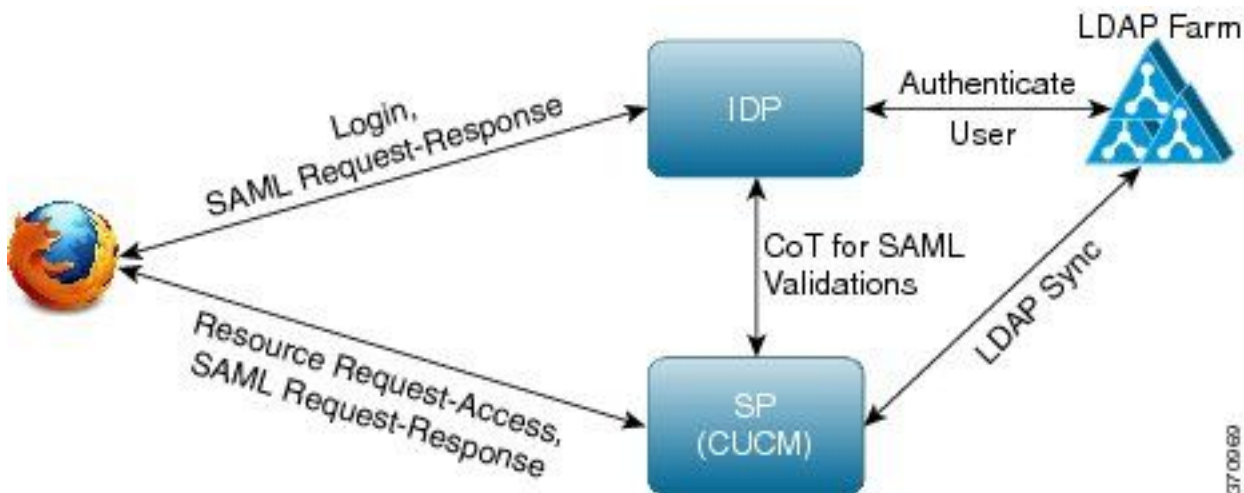 LDAP Farm
Login,
SAML Request-Response
IDP
Authenticate
User
CoT for SAML
Validations
LDAP Sync
Resource Request-Access,
SAML Request-Response
SP
(CUCM)
370969